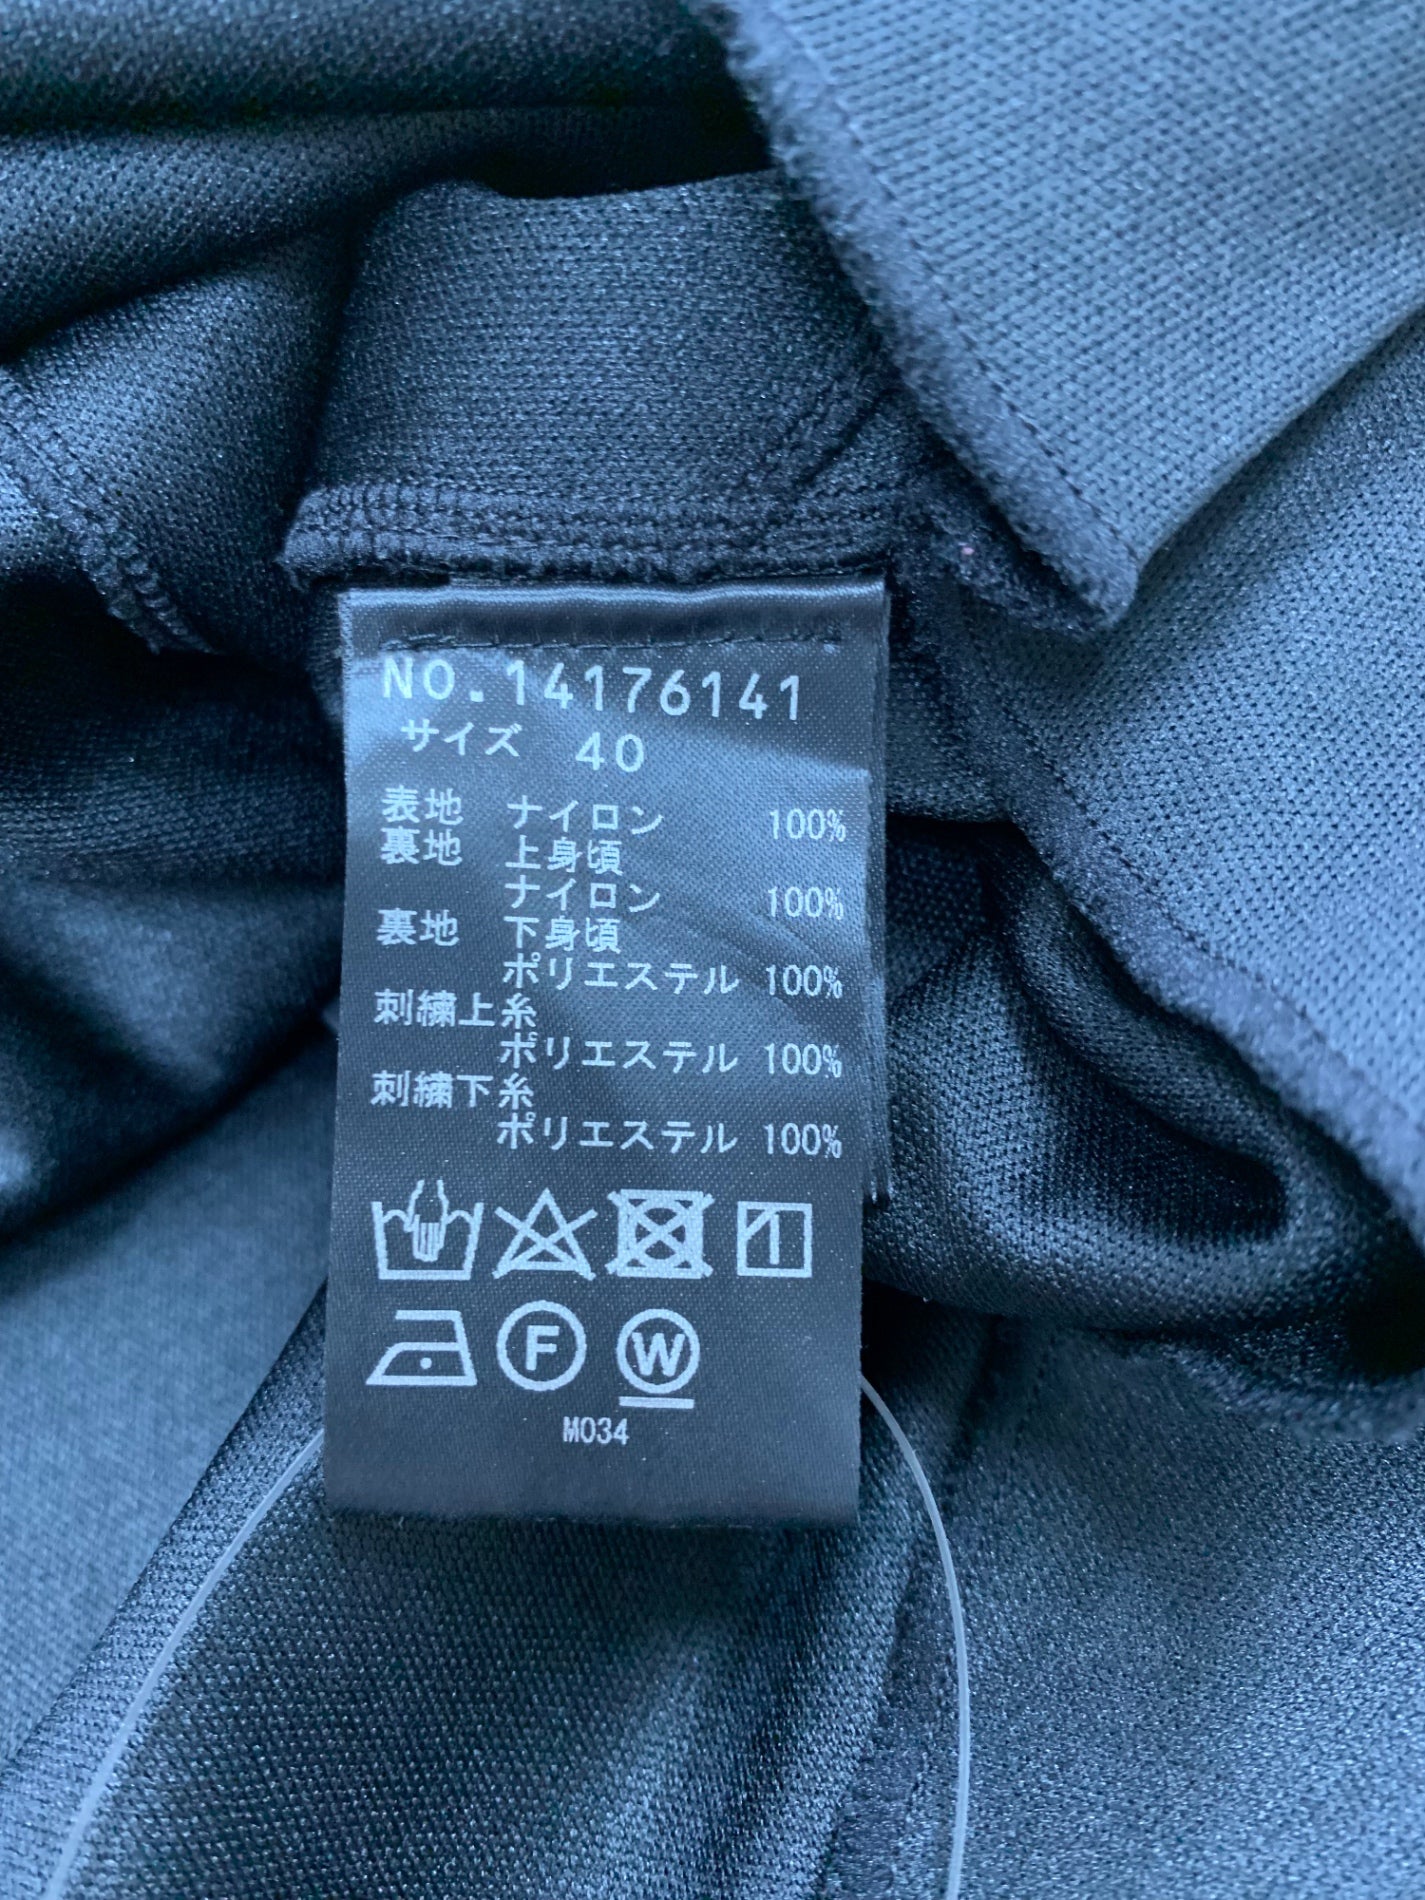 NO.14176141
サイズ 40
表地 ナイロン 100%
裏地 上身頃
ナイロン 100%
裏地 下身頃
ポリエステル 100%
刺繍上糸
ポリエステル 100%
刺繍下糸
ポリエステル 100%
F W
M034